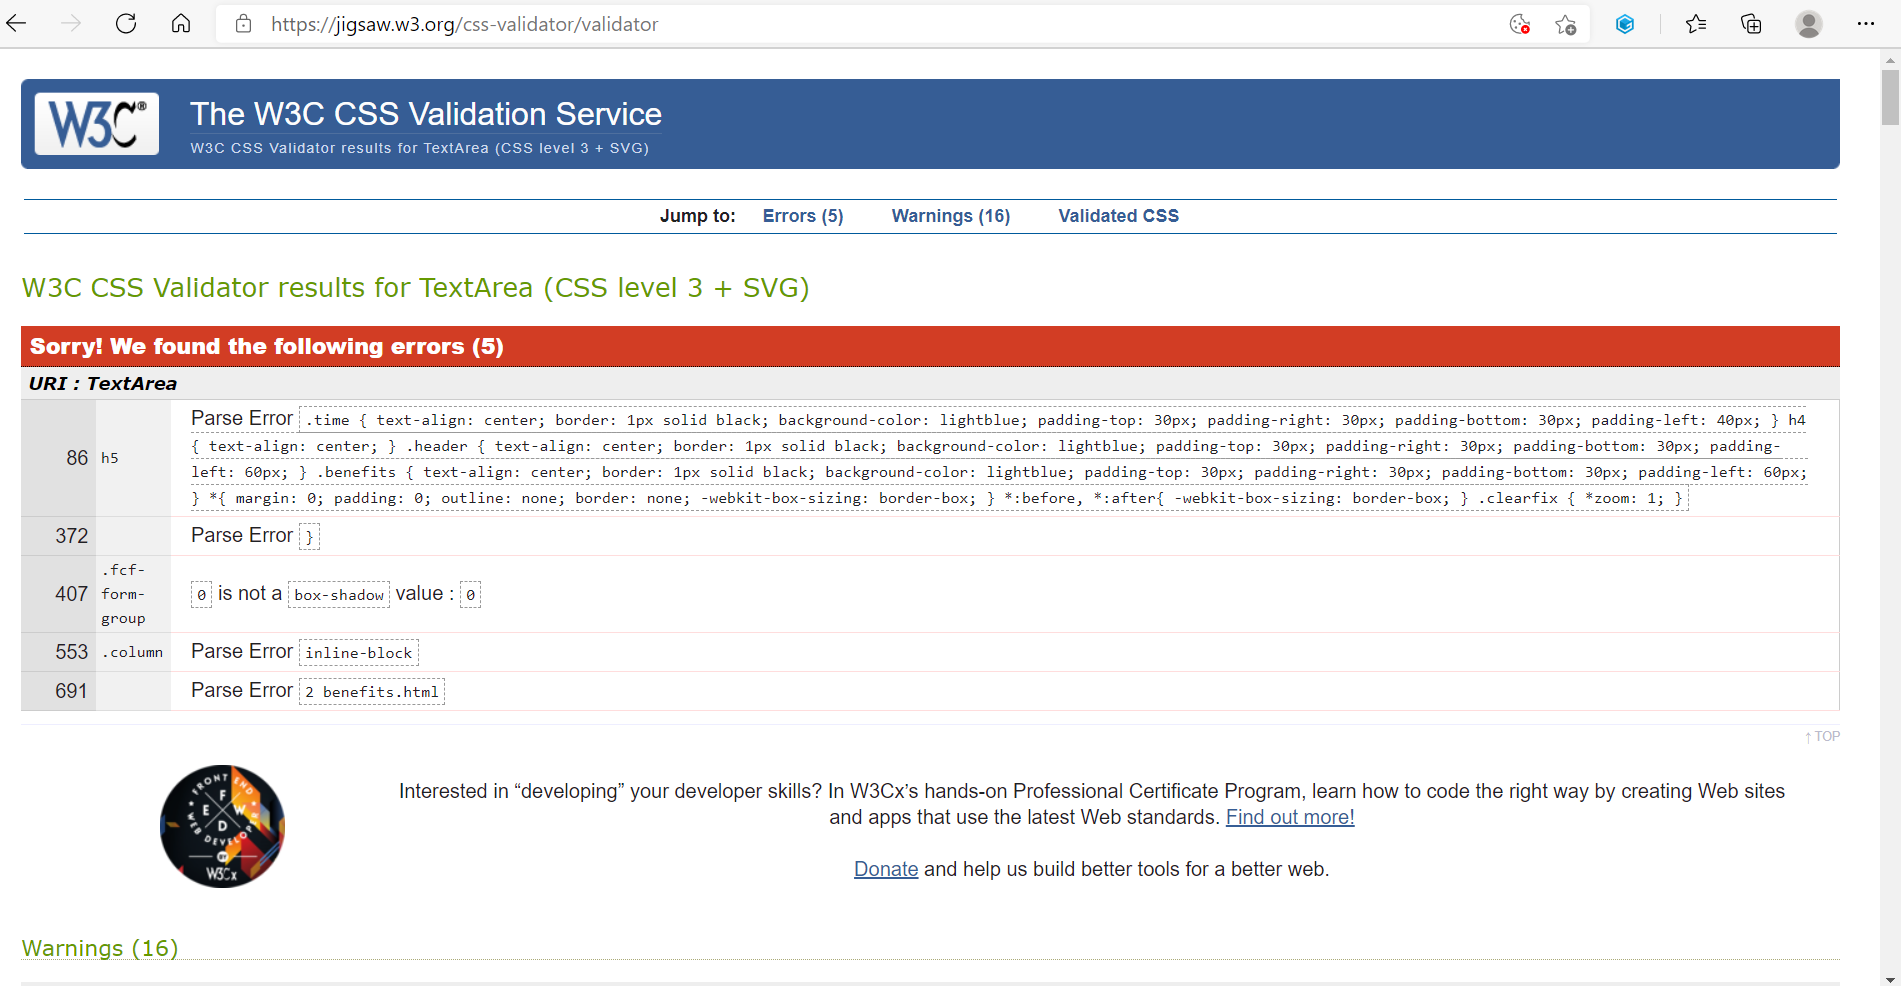 https://jigsaw.w3.org/css-validator/validator
W3C®
The W3C CSS Validation Service
W3C CSS Validator results for TextArea (CSS level 3 + SVG)
Jump to: Errors (5) Warnings (16) Validated CSS
W3C CSS Validator results for TextArea (CSS level 3 + SVG)
Sorry! We found the following errors (5)
URI : TextArea
86 h5 Parse Error .time { text-align: center; border: 1px solid black; background-color: lightblue; padding-top: 30px; padding-right: 30px; padding-bottom: 30px; padding-left: 40px; } h4
{ text-align: center; } .header { text-align: center; border: 1px solid black; background-color: lightblue; padding-top: 30px; padding-right: 30px; padding-bottom: 30px; padding-
left: 60px; } .benefits { text-align: center; border: 1px solid black; background-color: lightblue; padding-top: 30px; padding-right: 30px; padding-bottom: 30px; padding-left: 60px;
} *{ margin: 0; padding: 0; outline: none; border: none; -webkit-box-sizing: border-box; } *:before, *:after{ -webkit-box-sizing: border-box; } .clearfix { *zoom: 1; }
372 Parse Error }
407 .fcf-
form-
group
0 is not a box-shadow value : 0
553 .column Parse Error inline-block
691 Parse Error 2 benefits.html
↑ TOP
FRONT END
WEB DEVELOPER
F E W D
BY
W3Cx
Interested in “developing” your developer skills? In W3Cx’s hands-on Professional Certificate Program, learn how to code the right way by creating Web sites
and apps that use the latest Web standards. Find out more!
Donate and help us build better tools for a better web.
Warnings (16)